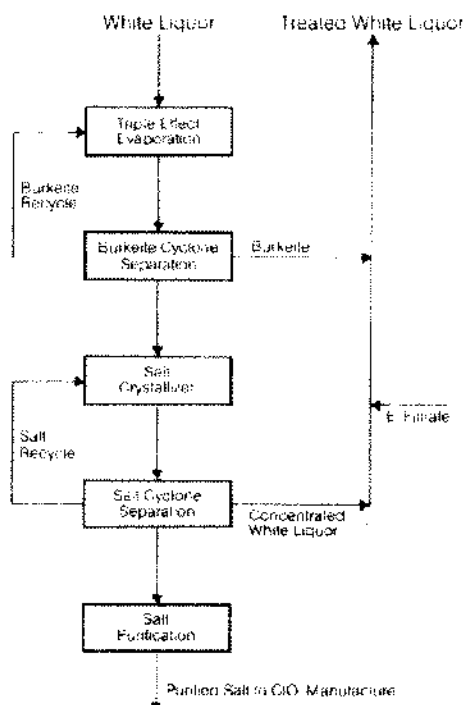 White Liquor
Treated White Liquor
Triple Effect
Evaporation
Burkeite
Recycle
Burkeite Cyclone
Separation
Burkeite
Salt
Crystallizer
E Filtrate
Salt
Recycle
Salt Cyclone
Separation
Concentrated
White Liquor
Salt
Purification
Purified Salt to ClO Manufacture